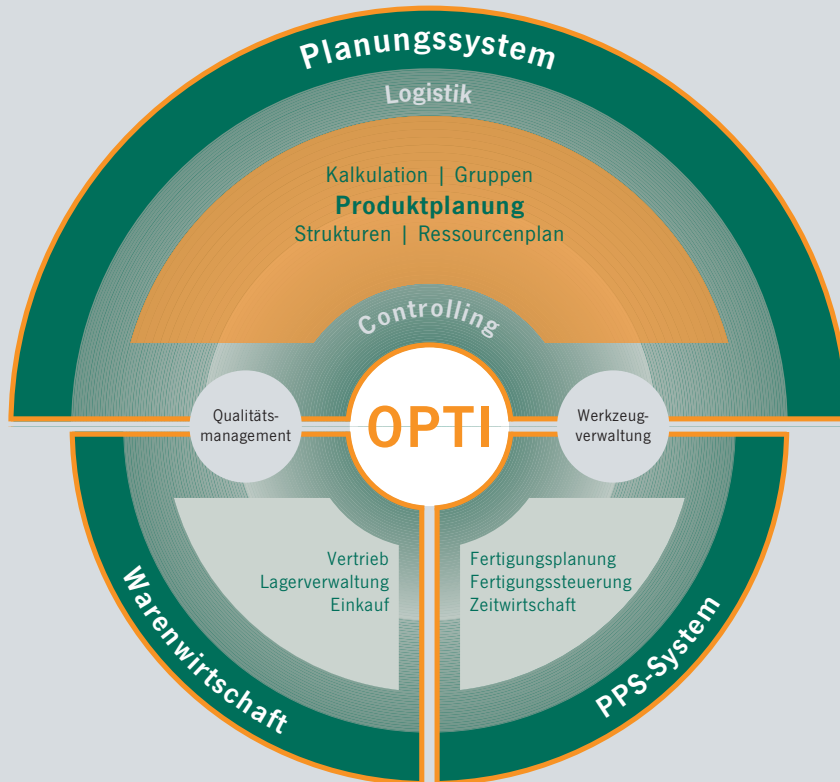 Planungssystem
Logistik
Kalkulation | Gruppen
Produktplanung
Strukturen | Ressourcenplan
Controlling
Qualitäts-
management
OPTI
Werkzeug-
verwaltung
Vertrieb
Lagerverwaltung
Einkauf
Fertigungsplanung
Fertigungssteuerung
Zeitwirtschaft
Warenwirtschaft
PPS-System